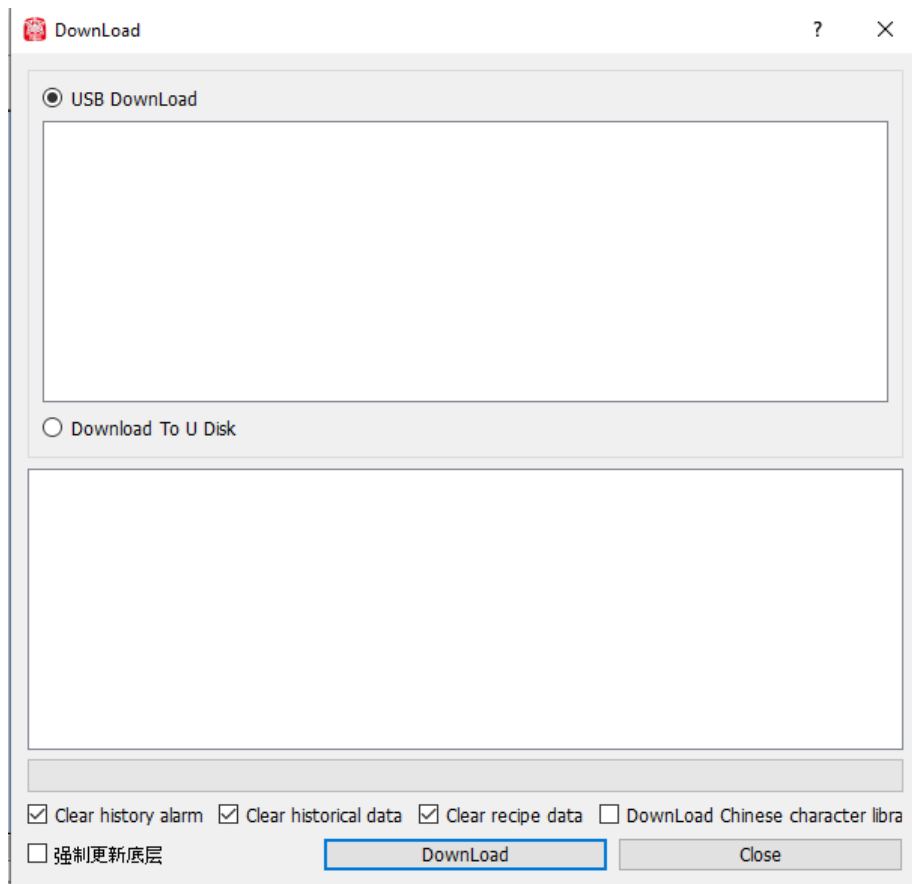 DownLoad ?
USB DownLoad
Download To U Disk
Clear history alarm Clear historical data Clear recipe data DownLoad Chinese character libra
强制更新底层 DownLoad Close